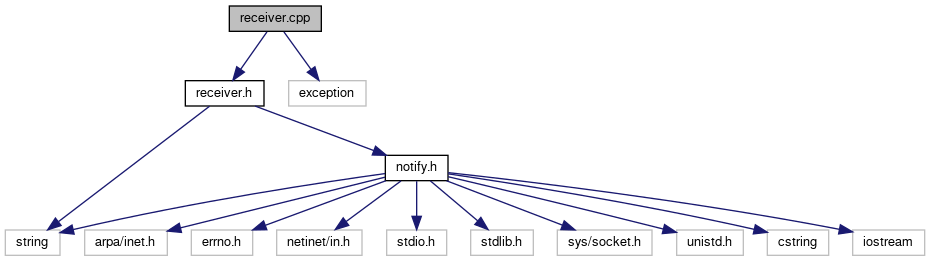 receiver.cpp
receiver.h
exception
notify.h
string
arpa/inet.h
errno.h
netinet/in.h
stdio.h
stdlib.h
sys/socket.h
unistd.h
cstring
iostream